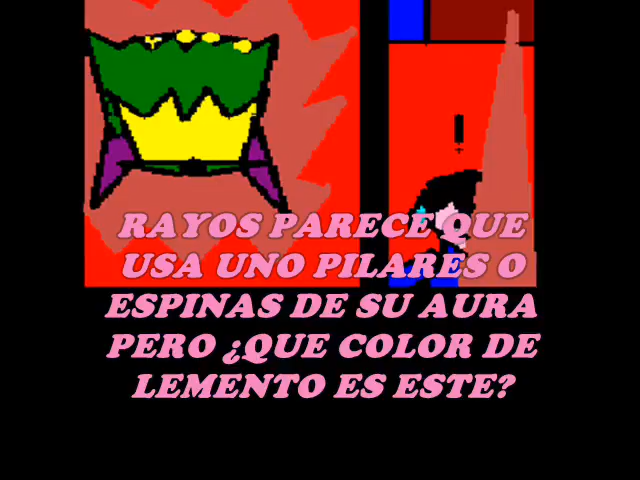 RAYOS PARECE QUE
USA UNO PILARES O
ESPINAS DE SU AURA
PERO ¿QUE COLOR DE
LEMENTO ES ESTE?